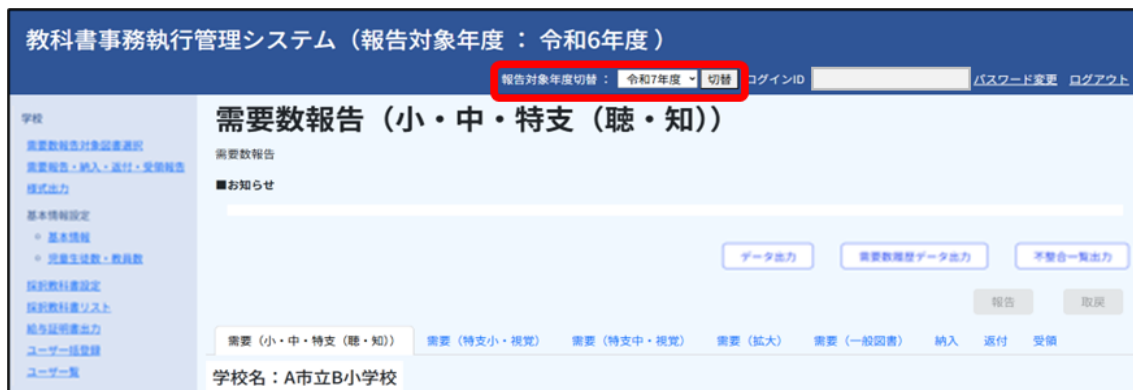 教科書事務執行管理システム（報告対象年度 ： 令和6年度 ）
報告対象年度切替 ： 令和7年度 切替 ログインID パスワード変更 ログアウト
学校
需要数報告対象図書選択
需要報告・納入・返付・受領報告
様式出力
基本情報設定
基本情報
児童生徒数・教員数
採択教科書設定
採択教科書リスト
給与証明書出力
ユーザー括登録
ユーザー覧
需要数報告（小・中・特支（聴・知））
需要数報告
■お知らせ
データ出力 需要数履歴データ出力 不整合一覧出力
報告 取戻
需要（小・中・特支（聴・知）） 需要（特支小・視覚） 需要（特支中・視覚） 需要（拡大） 需要（一般図書） 納入 返付 受領
学校名：A市立B小学校